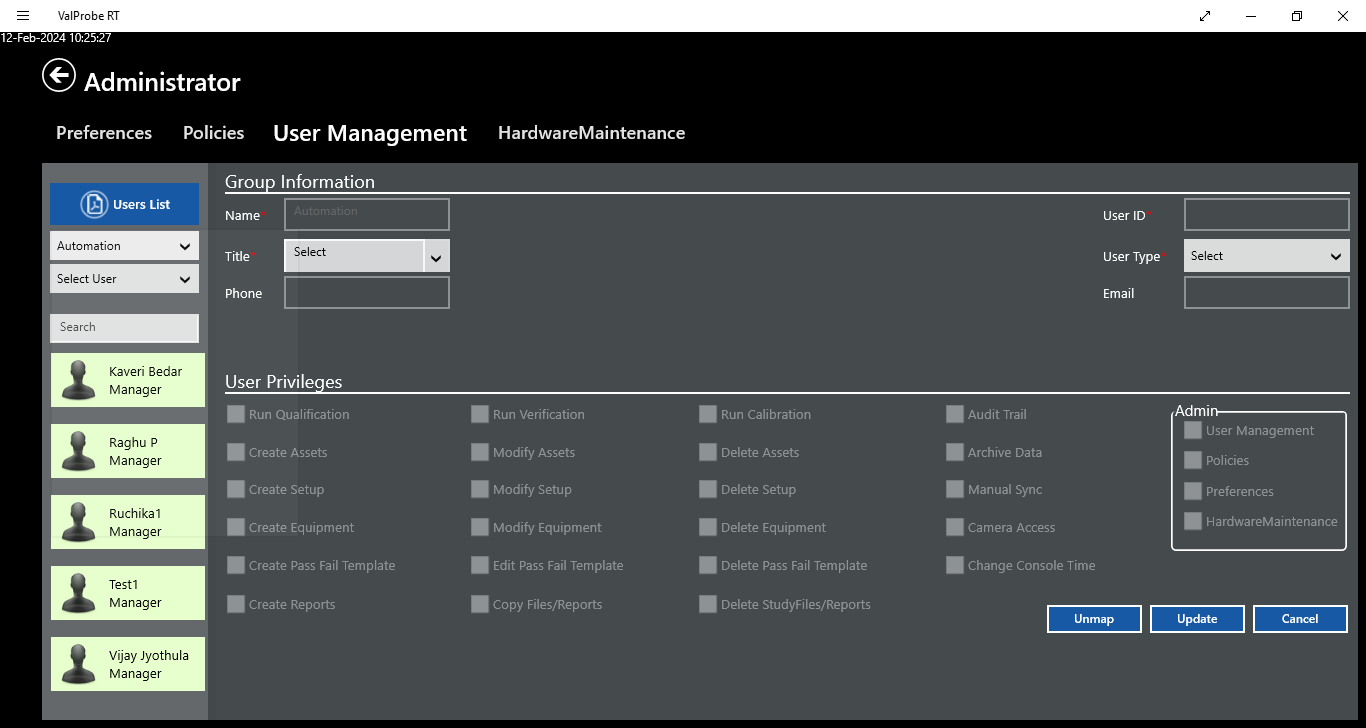 ValProbe RT
12-Feb-2024 10:25:27
Administrator
Preferences Policies User Management HardwareMaintenance
Users List
Automation
Select User
Search
Kaveri Bedar
Manager
Raghu P
Manager
Ruchika1
Manager
Test1
Manager
Vijay Jyothula
Manager
Group Information
Name* Automation User ID*
Title* Select User Type* Select
Phone Email
User Privileges
Run Qualification Run Verification Run Calibration Audit Trail
Create Assets Modify Assets Delete Assets Archive Data
Create Setup Modify Setup Delete Setup Manual Sync
Create Equipment Modify Equipment Delete Equipment Camera Access
Create Pass Fail Template Edit Pass Fail Template Delete Pass Fail Template Change Console Time
Create Reports Copy Files/Reports Delete StudyFiles/Reports
Admin
User Management
Policies
Preferences
HardwareMaintenance
Unmap Update Cancel